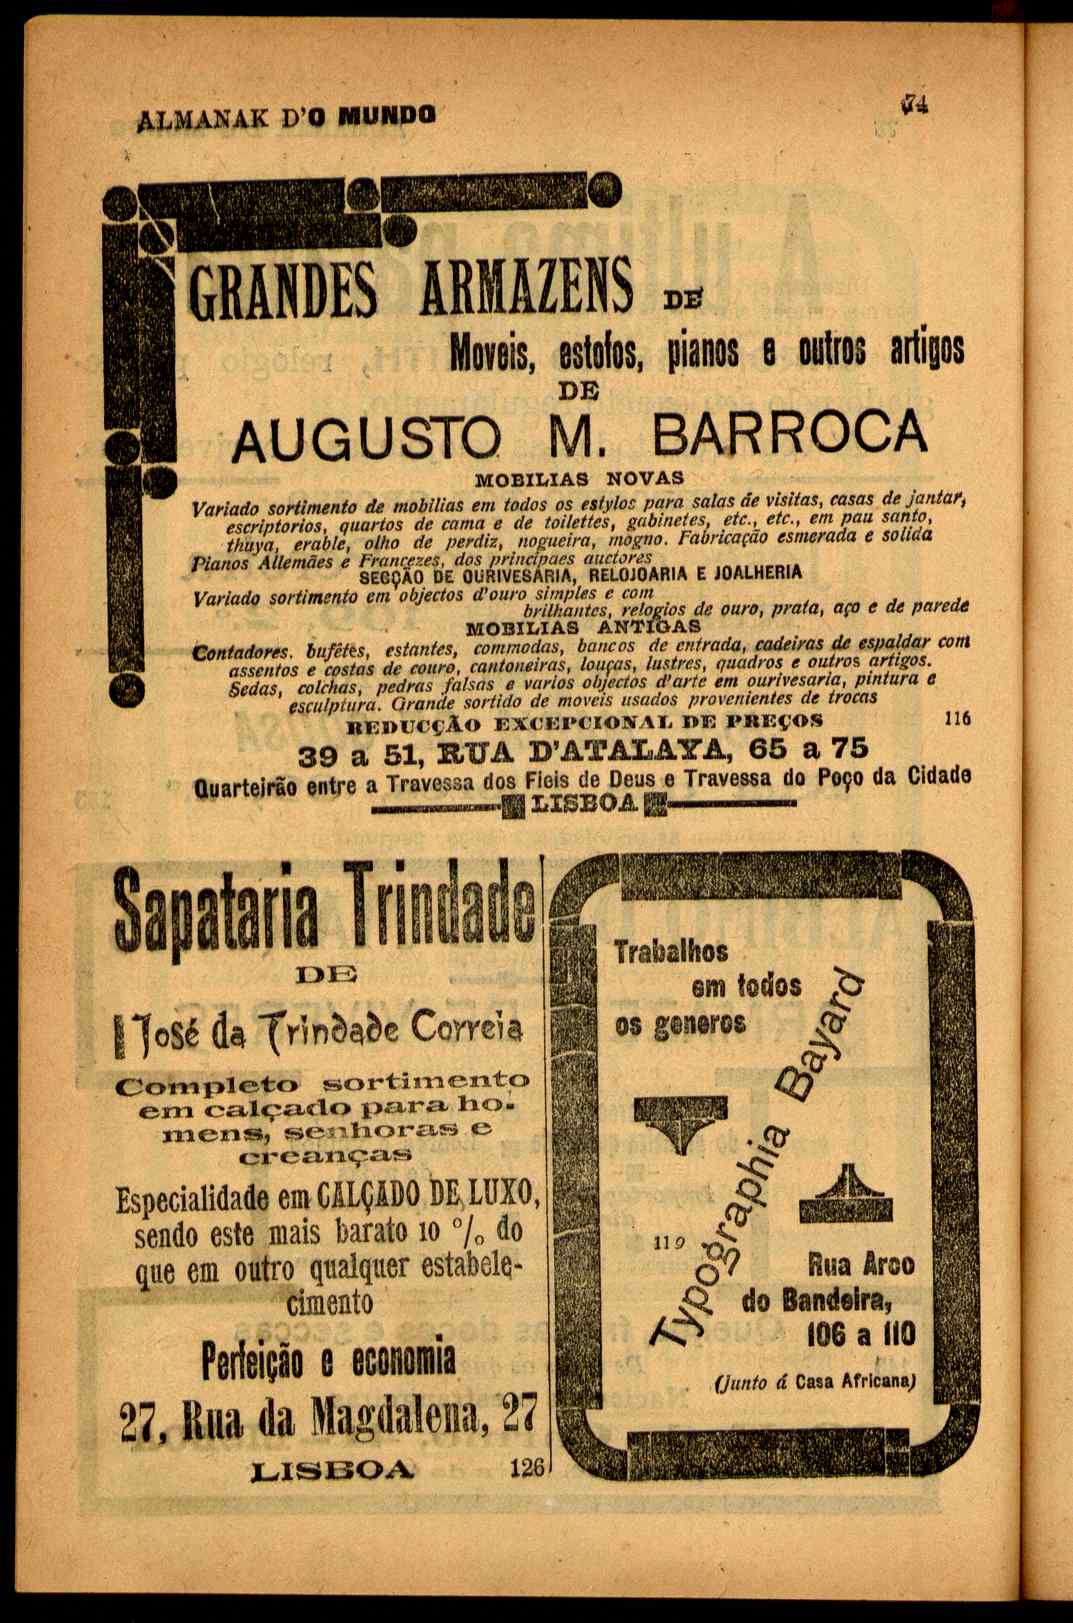 ALMANAK D'O MUNDO
74
GRANDES ARMAZENS DE
Moveis, estofos, pianos e outros artigos
DE
AUGUSTO M. BARROCA
MOBILIAS NOVAS
Variado sortimento de mobilias em todos os estylos para salas de visitas, casas de jantar,
escriptorios, quartos de cama e de toilettes, gabinetes, etc., etc., em pau santo,
thuya, erable, olho de perdiz, nogueira, mogno. Fabricação esmerada e solida
Pianos Allemães e Francezes, dos principaes auctores
SECÇÃO DE OURIVESARIA, RELOJOARIA E JOALHERIA
Variado sortimento em objectos d'ouro simples e com
brilhantes, relogios de ouro, prata, aço e de parede
MOBILIAS ANTIGAS
Contadores. bufêtes, estantes, commodas, bancos de entrada, cadeiras de espaldar com
assentos e costas de couro, cantoneiras, louças, lustres, quadros e outros artigos.
Sedas, colchas, pedras falsas e varios objectos d'arte em ourivesaria, pintura e
esculptura. Grande sortido de moveis usados provenientes de trocas
REDUCÇÃO EXCEPCIONAL DE PREÇOS 116
39 a 51, RUA D'ATALAYA, 65 a 75
Quarteirão entre a Travessa dos Fieis de Deus e Travessa do Poço da Cidade
LISBOA
Sapataria Trindade
DE
José da Trindade Correia
Completo sortimento
em calçado para ho-
mens, senhoras e
creanças
Especialidade em CALÇADO DE LUXO,
sendo este mais barato 10 % do
que em outro qualquer estabele-
cimento
Perfeição e economia
27, Rua da Magdalena, 27
LISBOA 126
Trabalhos
em todos
os generos
Typographia Bayard
119
Rua Arco
do Bandeira,
106 a 110
(Junto á Casa Africana)